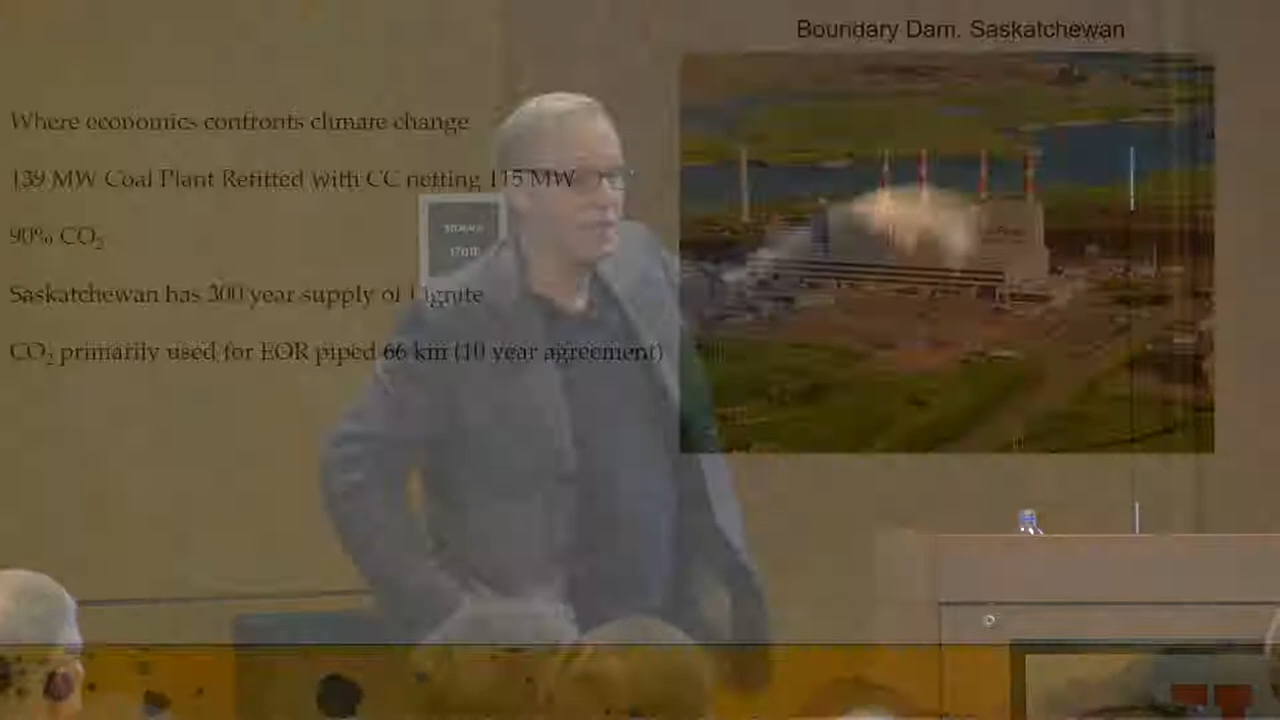 Boundary Dam. Saskatchewan
Where economics confronts climate change
139 MW Coal Plant Refitted with CC netting 115 MW
90% CO₂
Saskatchewan has 300 year supply of Lignite
CO₂ primarily used for EOR piped 66 km (10 year agreement)